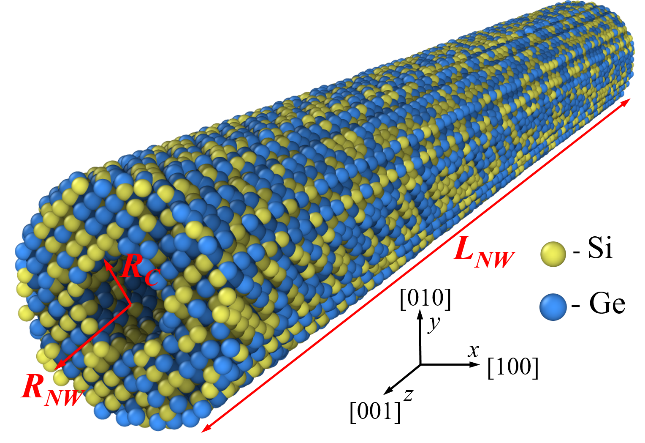 R_C
L_NW
- Si
- Ge
R_NW
[010]
y
x
[100]
z
[001]